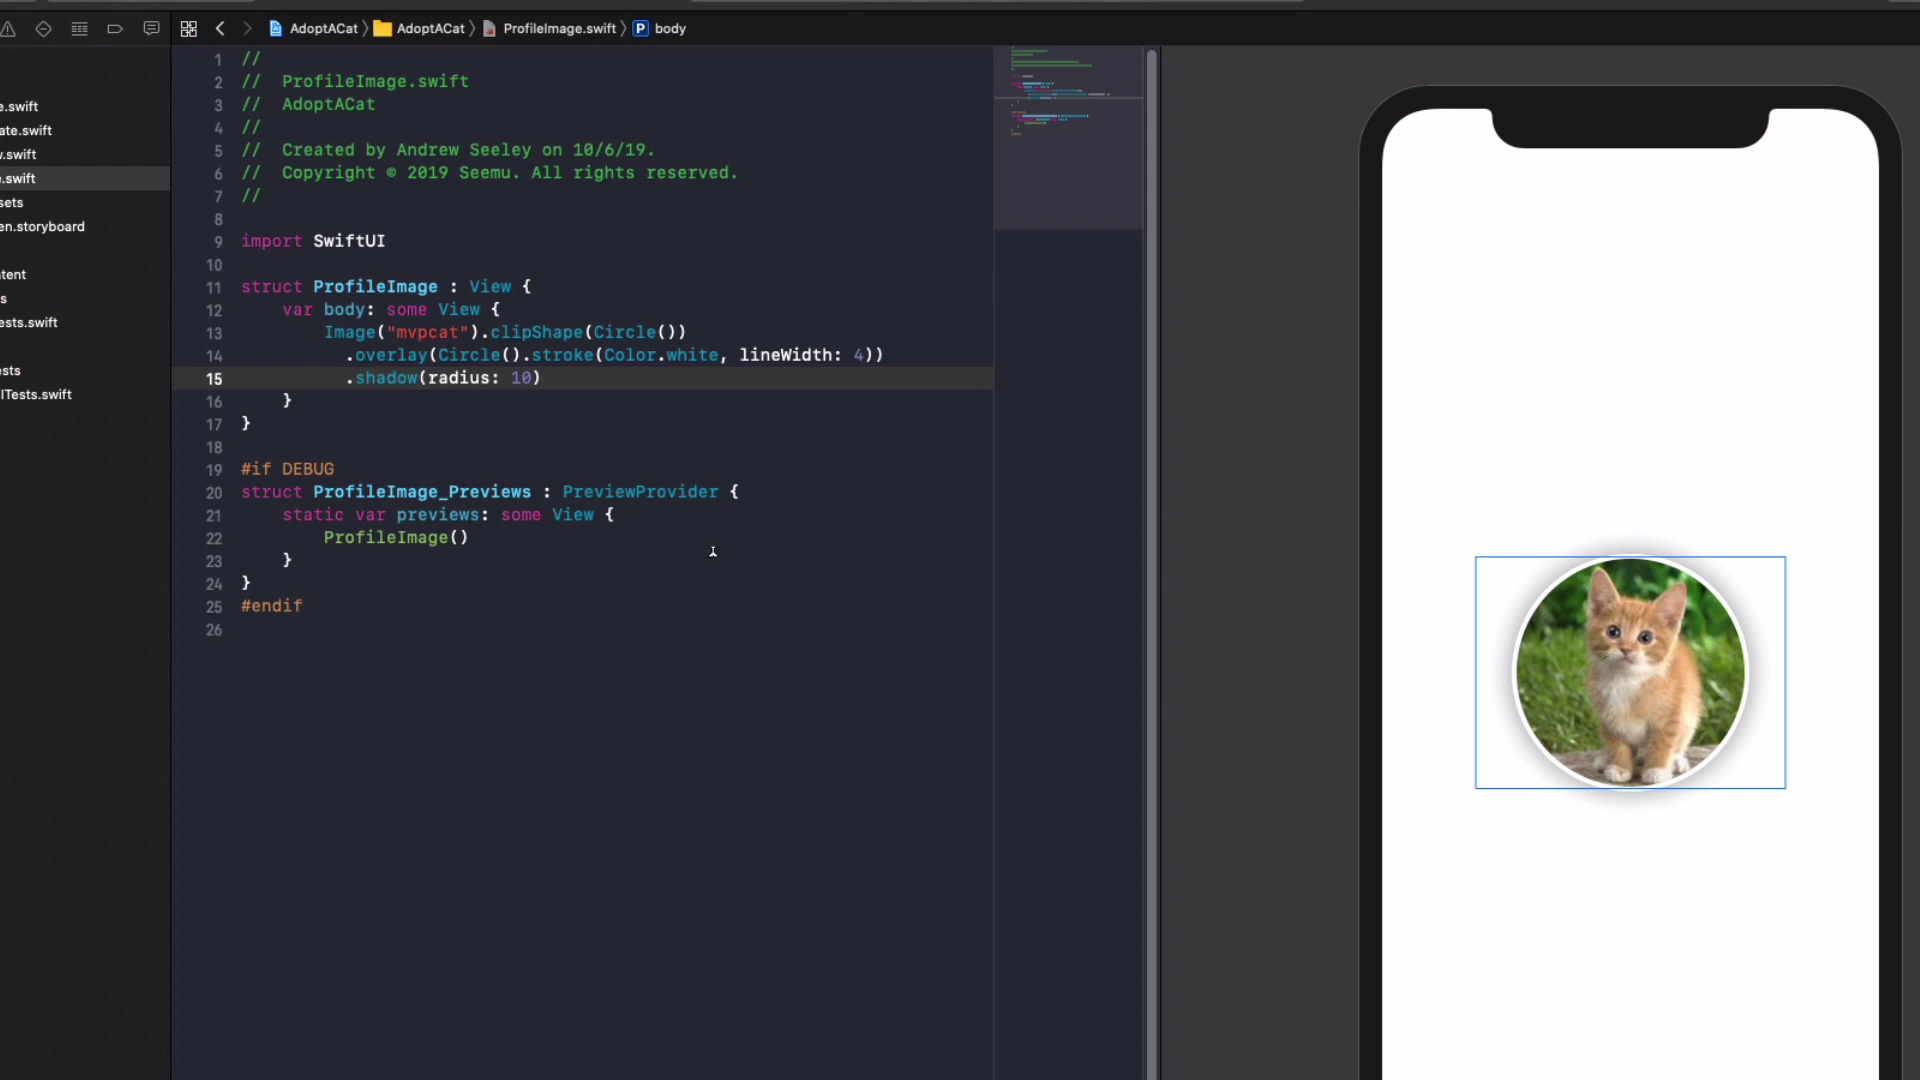 AdoptACat 〉 AdoptACat 〉 ProfileImage.swift 〉 P body
e.swift
ate.swift
w.swift
e.swift
sets
en.storyboard
tent
s
ests.swift
ests
ITests.swift
1 //
2 //  ProfileImage.swift
3 //  AdoptACat
4 //
5 //  Created by Andrew Seeley on 10/6/19.
6 //  Copyright © 2019 Seemu. All rights reserved.
7 //
8
9 import SwiftUI
10
11 struct ProfileImage : View {
12     var body: some View {
13         Image("mvpcat").clipShape(Circle())
14           .overlay(Circle().stroke(Color.white, lineWidth: 4))
15           .shadow(radius: 10)
16     }
17 }
18
19 #if DEBUG
20 struct ProfileImage_Previews : PreviewProvider {
21     static var previews: some View {
22         ProfileImage()
23     }
24 }
25 #endif
26